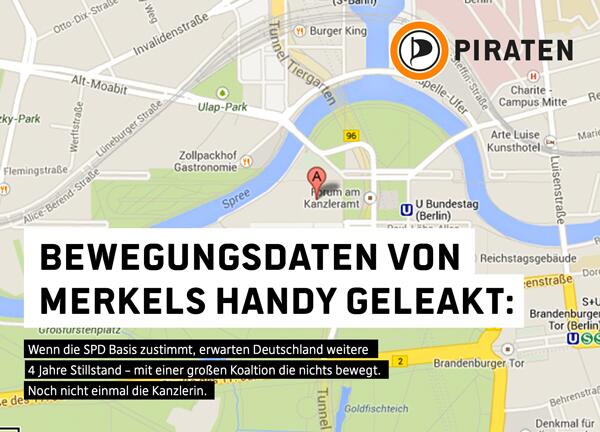 (S-Bahn)
Otto-Dix-Straße
Invalidenstraße
Burger King
PIRATEN
Tunnel Tiergarten
Alt-Moabit
Ulap-Park
Charite -
Campus Mitte
Luisenstraße
Werftstraße
Lüneburger Straße
96
Arte Luise
Kunsthotel
Flemingstraße
Zollpackhof
Gastronomie
A
Alice-Berend-Straße
Spree
Forum am
Kanzleramt
U Bundestag
(Berlin)
BEWEGUNGSDATEN VON
MERKELS HANDY GELEAKT:
Reichstagsgebäude
Brandenburger
Tor (Berlin)
Wenn die SPD Basis zustimmt, erwarten Deutschland weitere
4 Jahre Stillstand – mit einer großen Koaltion die nichts bewegt.
Noch nicht einmal die Kanzlerin.
2
Brandenburger Tor
Tunnel
Goldfischteich
Denkmal für